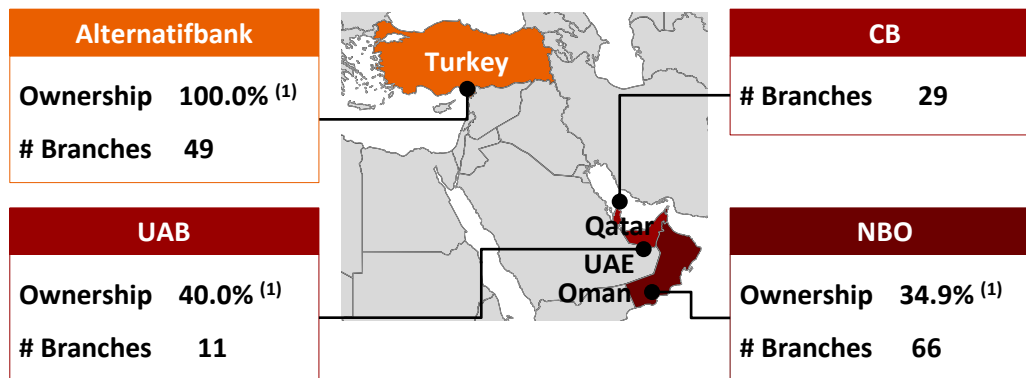 Alternatifbank
Ownership 100.0% (1)
# Branches 49
CB
# Branches 29
Turkey
Qatar
UAE
Oman
UAB
Ownership 40.0% (1)
# Branches 11
NBO
Ownership 34.9% (1)
# Branches 66